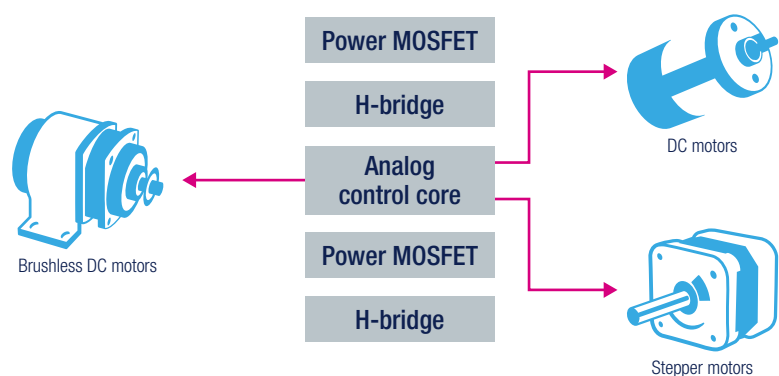 Power MOSFET
H-bridge
Analog
control core
Power MOSFET
H-bridge
Brushless DC motors
DC motors
Stepper motors